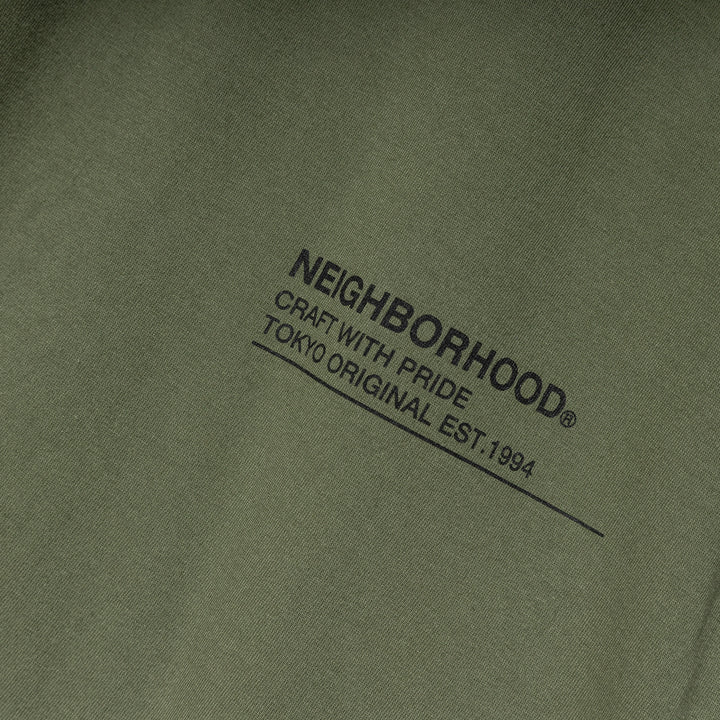 NEIGHBORHOOD®
CRAFT WITH PRIDE
TOKYO ORIGINAL EST.1994